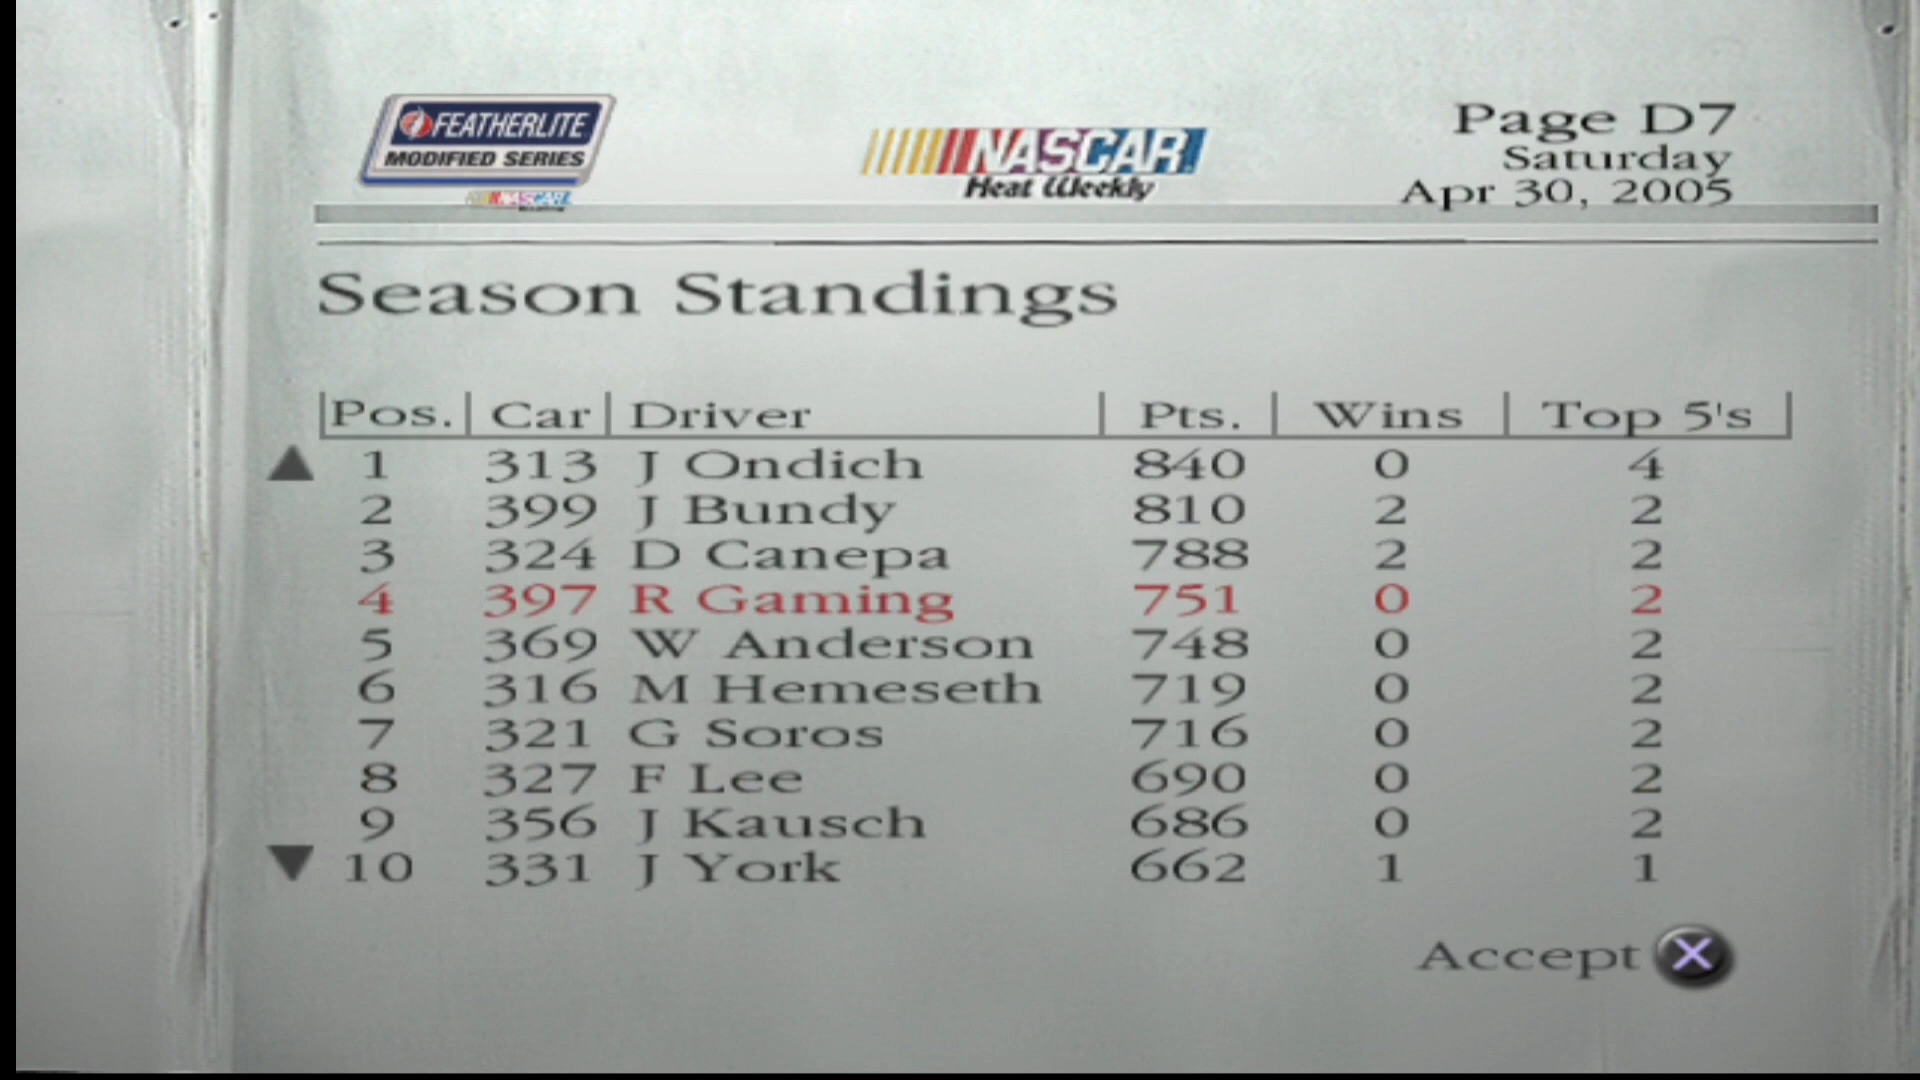 FEATHERLITE
MODIFIED SERIES
NASCAR
NASCAR
Heat Weekly
Page D7
Saturday
Apr 30, 2005
Season Standings
Pos. Car Driver Pts. Wins Top 5's
1 313 J Ondich 840 0 4
2 399 J Bundy 810 2 2
3 324 D Canepa 788 2 2
4 397 R Gaming 751 0 2
5 369 W Anderson 748 0 2
6 316 M Hemeseth 719 0 2
7 321 G Soros 716 0 2
8 327 F Lee 690 0 2
9 356 J Kausch 686 0 2
10 331 J York 662 1 1
Accept